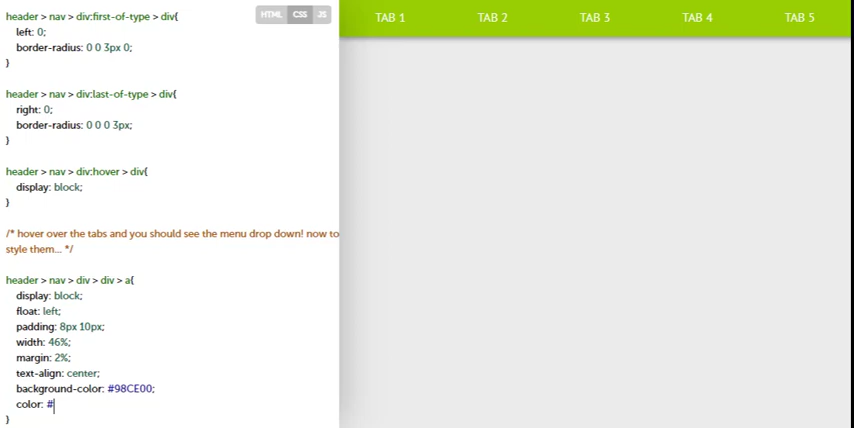 header > nav > div:first-of-type > div{
left: 0;
border-radius: 0 0 3px 0;
}
header > nav > div:last-of-type > div{
right: 0;
border-radius: 0 0 0 3px;
}
header > nav > div:hover > div{
display: block;
}
/* hover over the tabs and you should see the menu drop down! now to
style them... */
header > nav > div > div > a{
display: block;
float: left;
padding: 8px 10px;
width: 46%;
margin: 2%;
text-align: center;
background-color: #98CE00;
color: #
}
HTML CSS JS
TAB 1 TAB 2 TAB 3 TAB 4 TAB 5